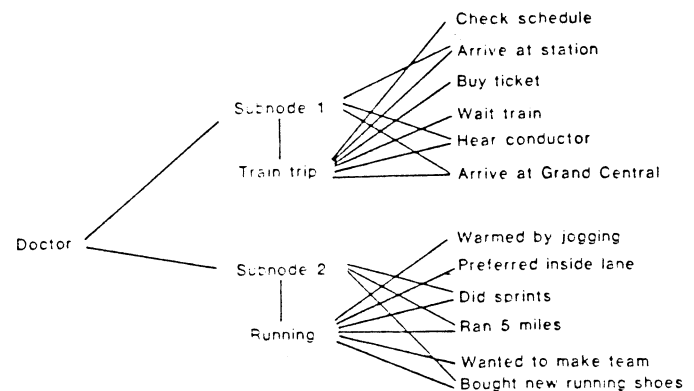 Check schedule
Arrive at station
Buy ticket
Subnode 1
Wait train
Hear conductor
Train trip
Arrive at Grand Central
Doctor
Warmed by jogging
Preferred inside lane
Subnode 2
Did sprints
Ran 5 miles
Running
Wanted to make team
Bought new running shoes